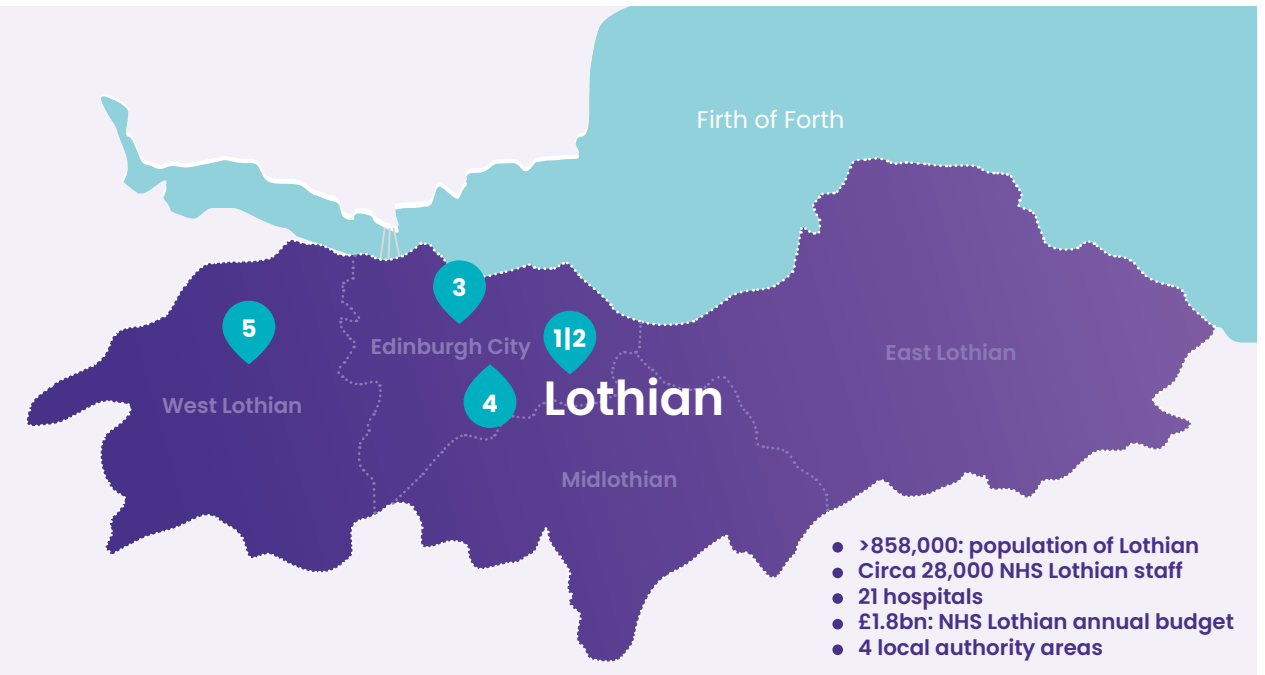 Firth of Forth
3
5
1|2
Edinburgh City
East Lothian
West Lothian
4
Lothian
Midlothian
• >858,000: population of Lothian
• Circa 28,000 NHS Lothian staff
• 21 hospitals
• £1.8bn: NHS Lothian annual budget
• 4 local authority areas